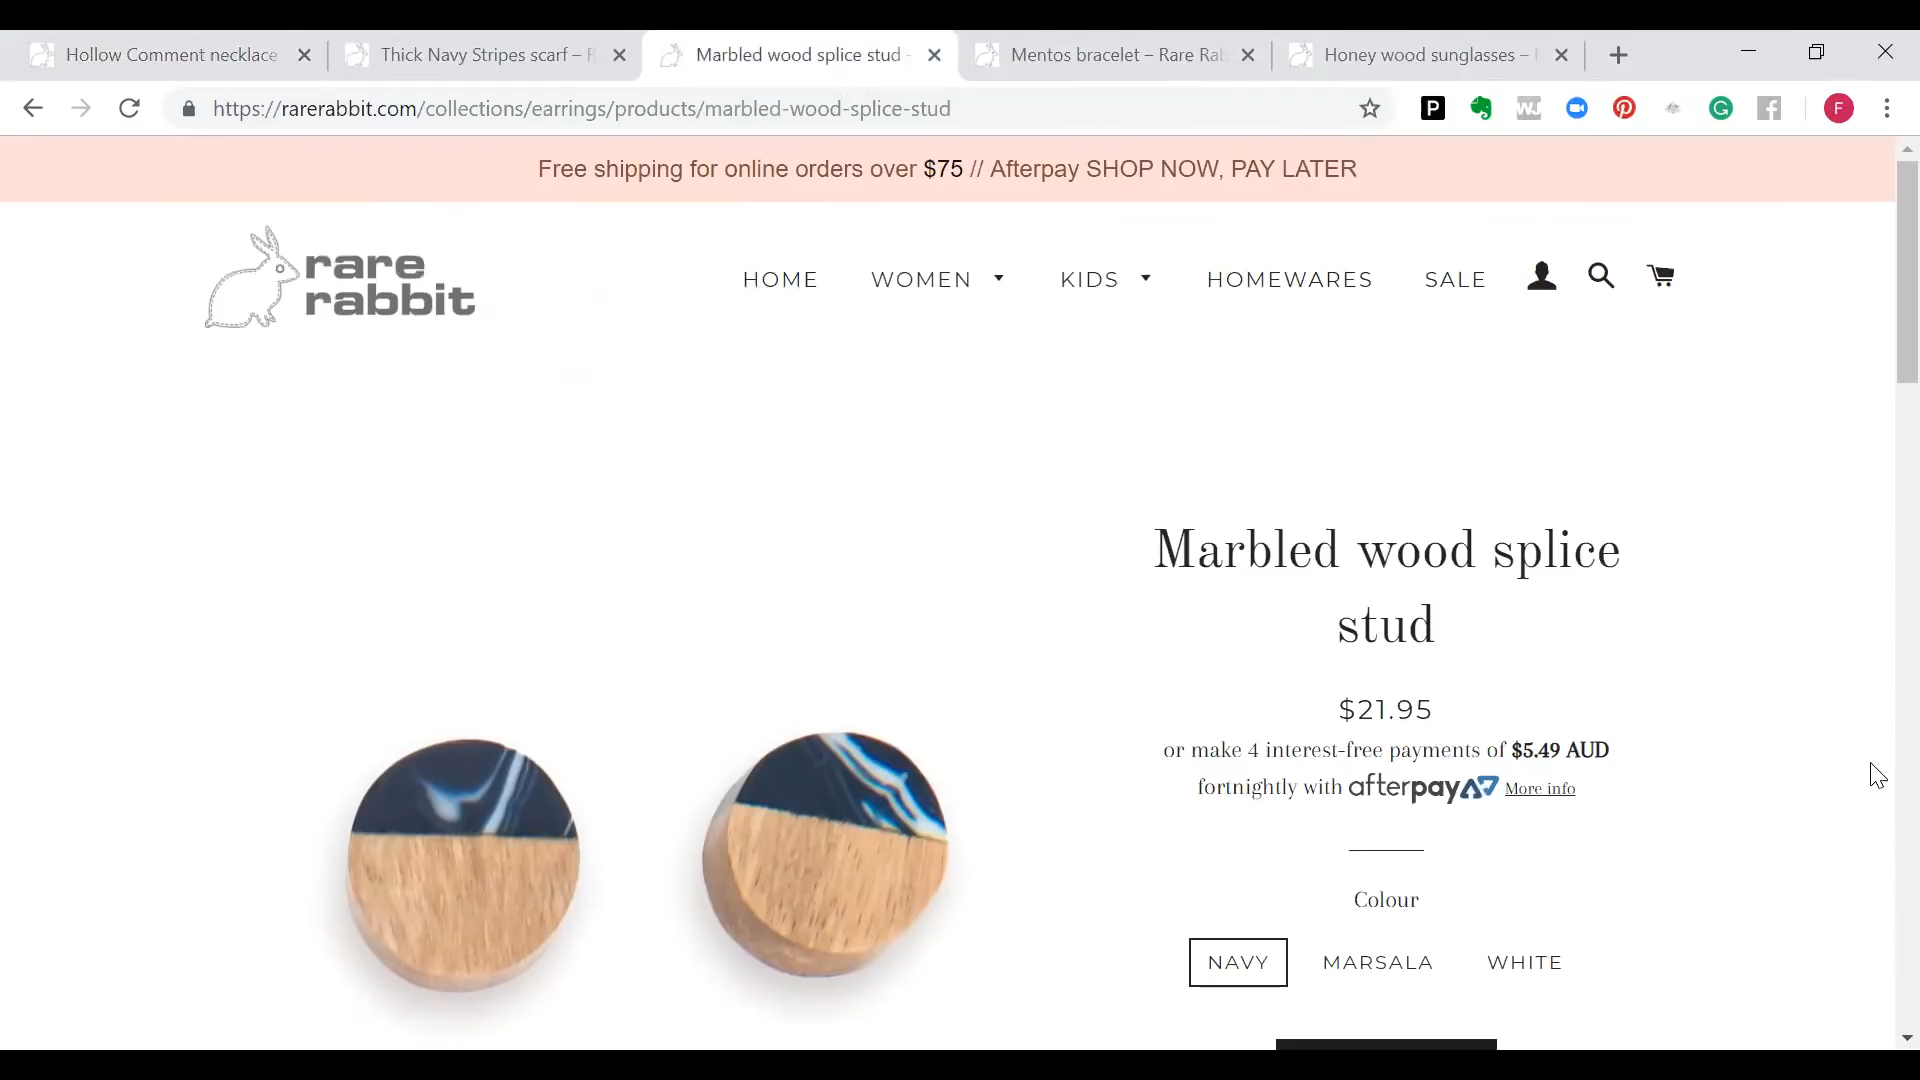 Hollow Comment necklace
Thick Navy Stripes scarf –
Marbled wood splice stud -
Mentos bracelet – Rare Ra
Honey wood sunglasses –
https://rarerabbit.com/collections/earrings/products/marbled-wood-splice-stud
P
WJ
G
F
Free shipping for online orders over $75 // Afterpay SHOP NOW, PAY LATER
rare
rabbit
HOME
WOMEN
KIDS
HOMEWARES
SALE
Marbled wood splice
stud
$21.95
or make 4 interest-free payments of $5.49 AUD
fortnightly with afterpay More info
Colour
NAVY
MARSALA
WHITE